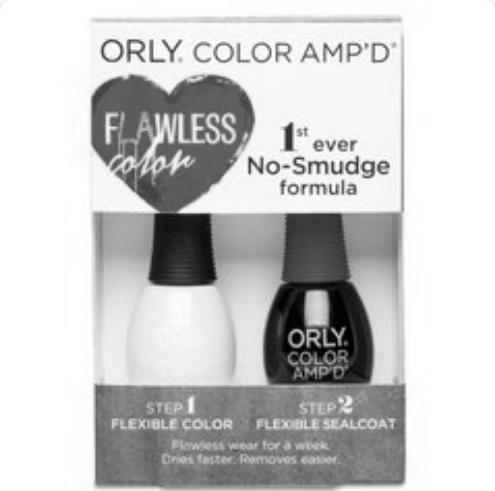 ORLY® COLOR AMP'D®
FLAWLESS
color
1st ever
No-Smudge
formula
ORLY
ORLY®
COLOR
AMP'D®
STEP 1
FLEXIBLE COLOR
STEP 2
FLEXIBLE SEALCOAT
Flawless wear for a week.
Dries faster. Removes easier.